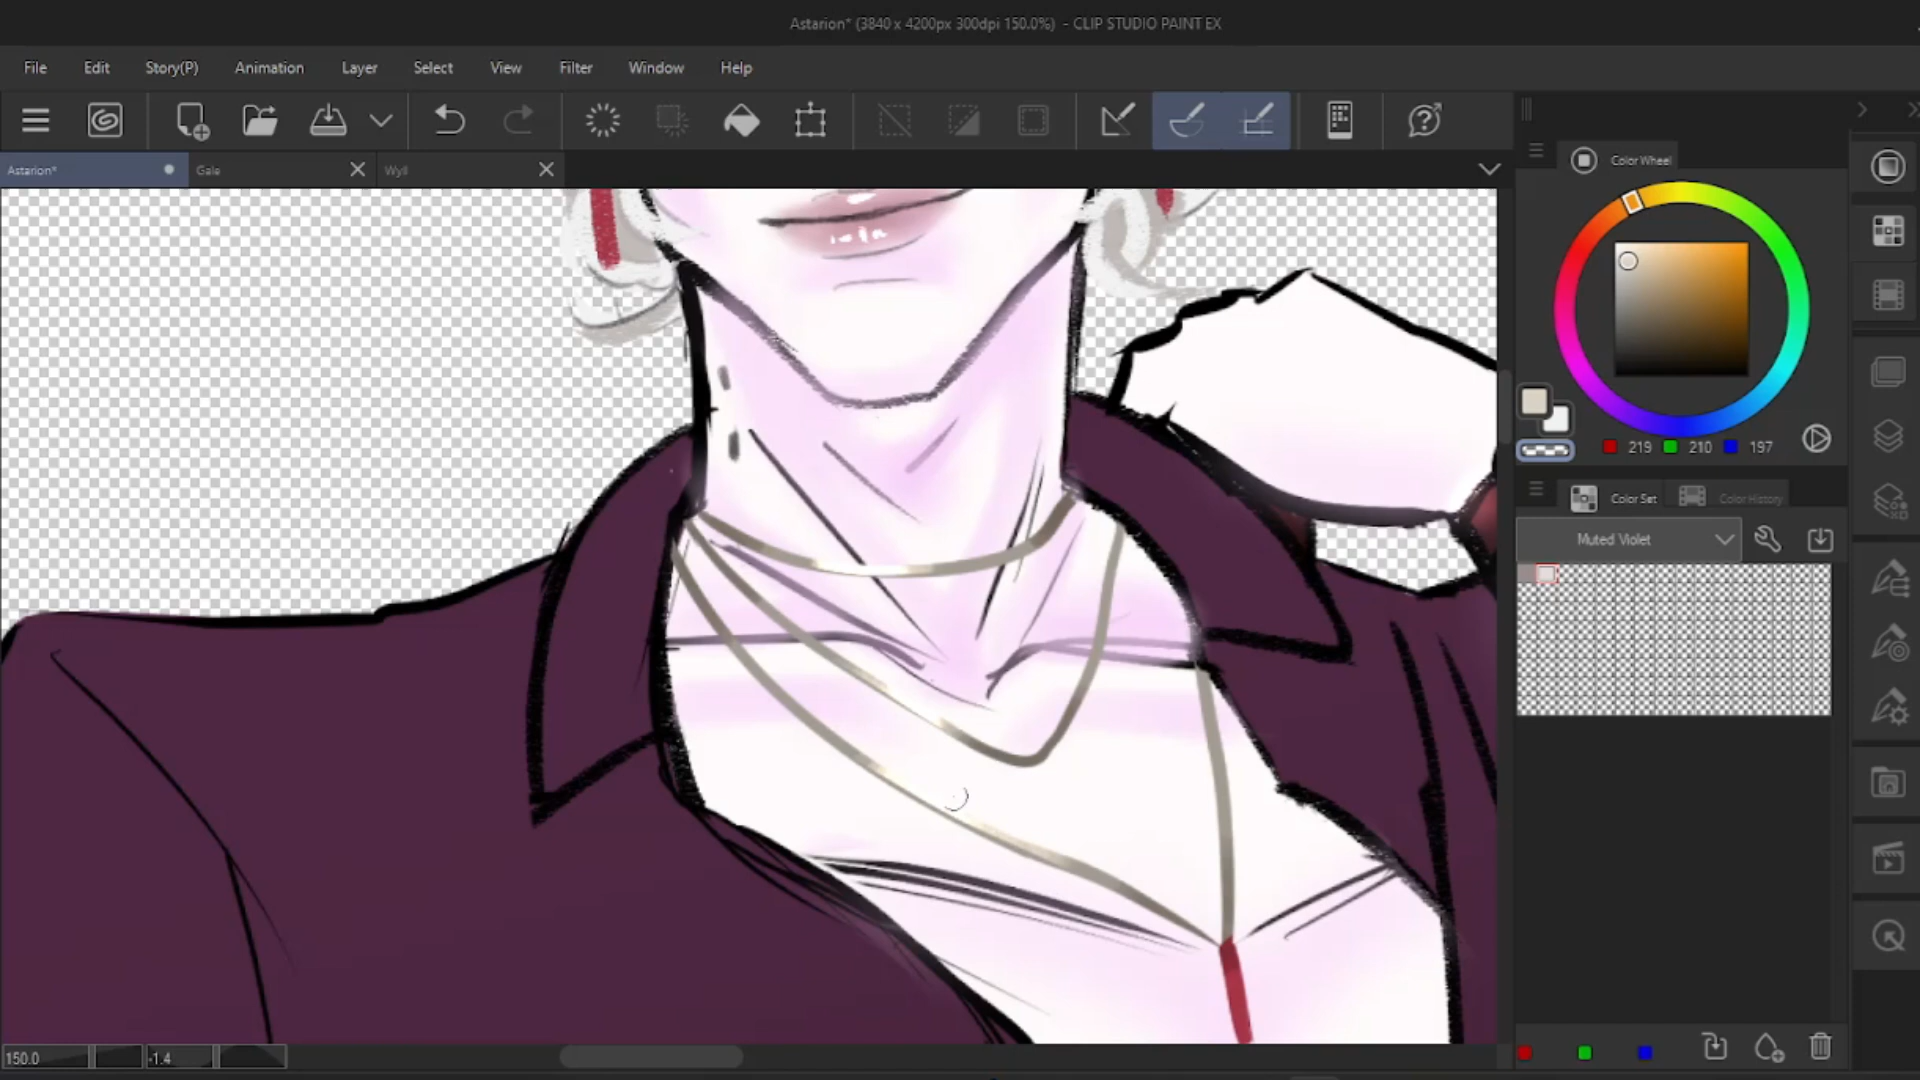 Astarion* (3840 x 4200px 300dpi 150.0%) - CLIP STUDIO PAINT EX
File Edit Story(P) Animation Layer Select View Filter Window Help
Astarion* Gale Wyll
Color Wheel
219 210 197
Color Set Color History
Muted Violet
150.0 -1.4